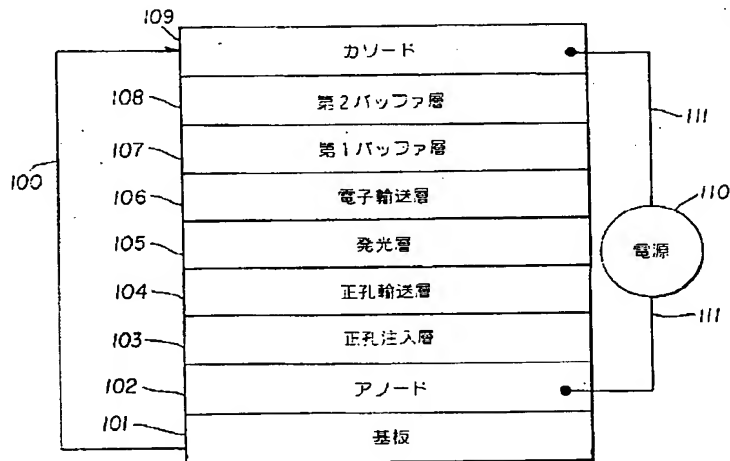 109
カソード
108
第2バッファ層
111
107
第1バッファ層
100
106
電子輸送層
110
105
発光層
電源
104
正孔輸送層
103
正孔注入層
111
102
アノード
101
基板